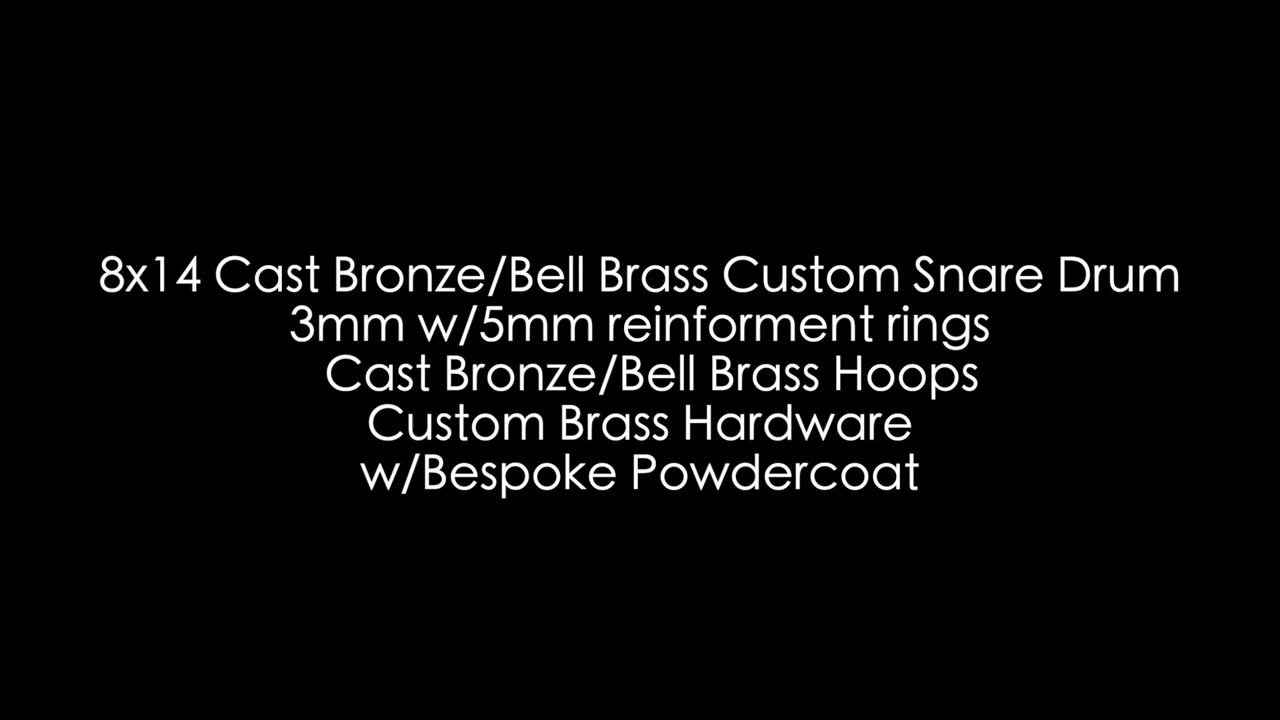 8x14 Cast Bronze/Bell Brass Custom Snare Drum
3mm w/5mm reinforment rings
Cast Bronze/Bell Brass Hoops
Custom Brass Hardware
w/Bespoke Powdercoat